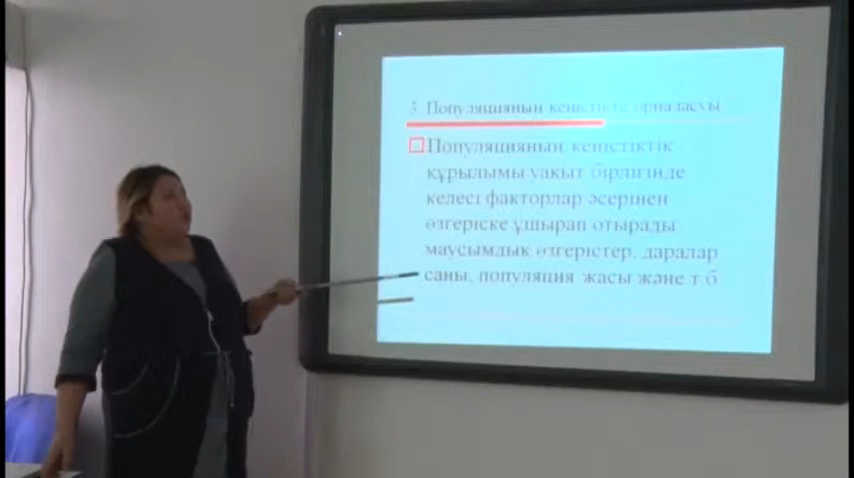 3 Популяцияның кеңістікте орналасуы
Популяцияның кеңістіктік
құрылымы уақыт бірлігінде
келесі факторлар әсерінен
өзгеріске ұшырап отырады
маусымдық өзгерістер, даралар
саны, популяция жасы және т.б